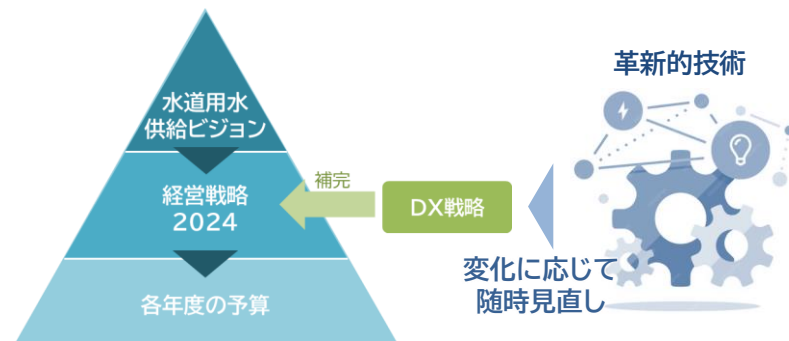 水道用水
供給ビジョン
経営戦略
2024
各年度の予算
補完
DX戦略
革新的技術
変化に応じて
随時見直し